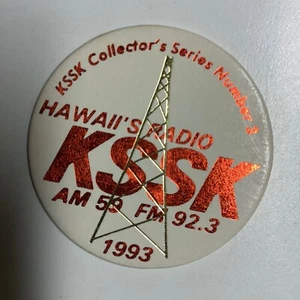 KSSK Collector's Series Number
HAWAII'S RADIO
KSSK
AM 59 FM 92.3
1993